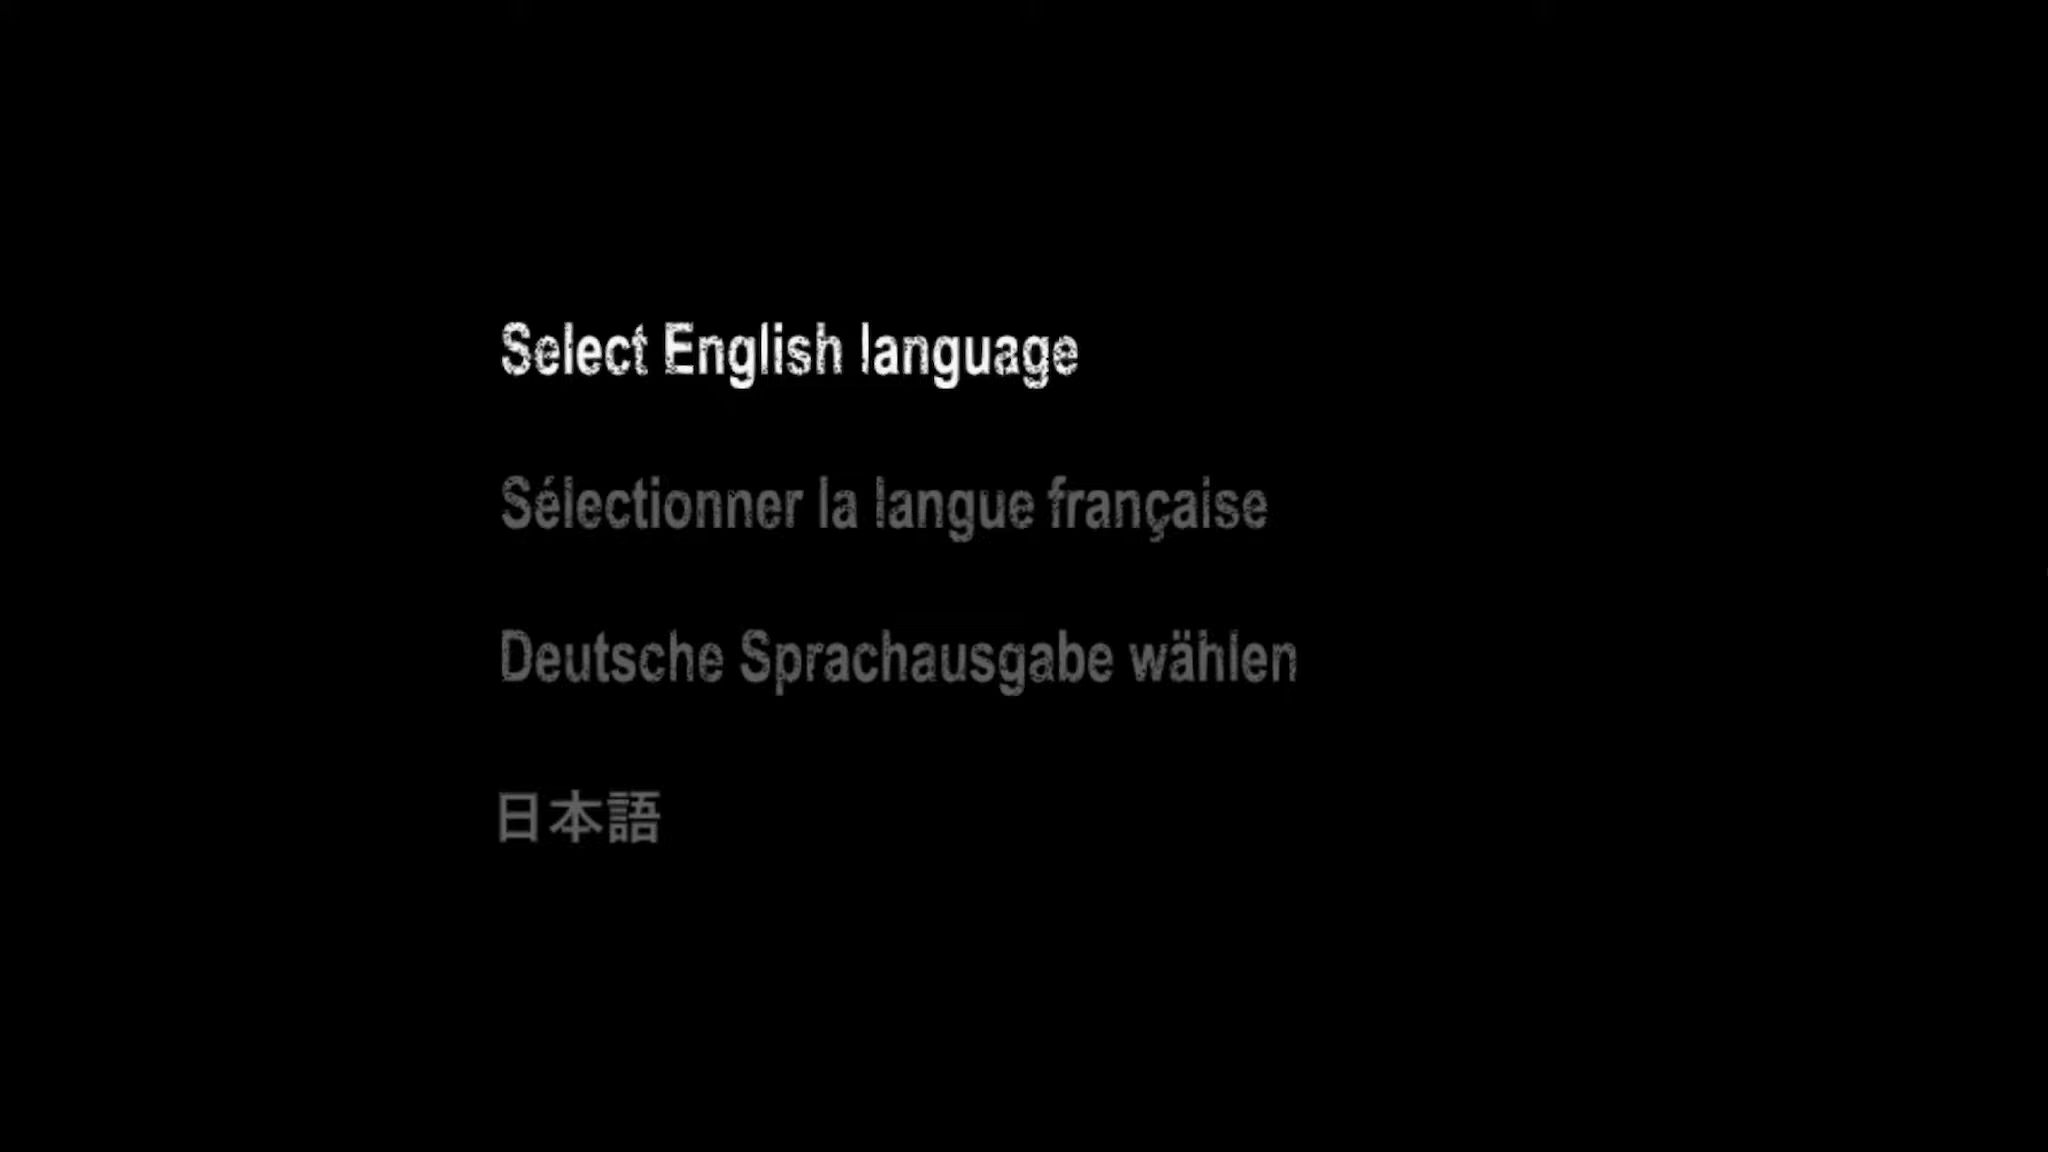 Select English language
Sélectionner la langue française
Deutsche Sprachausgabe wählen
日本語